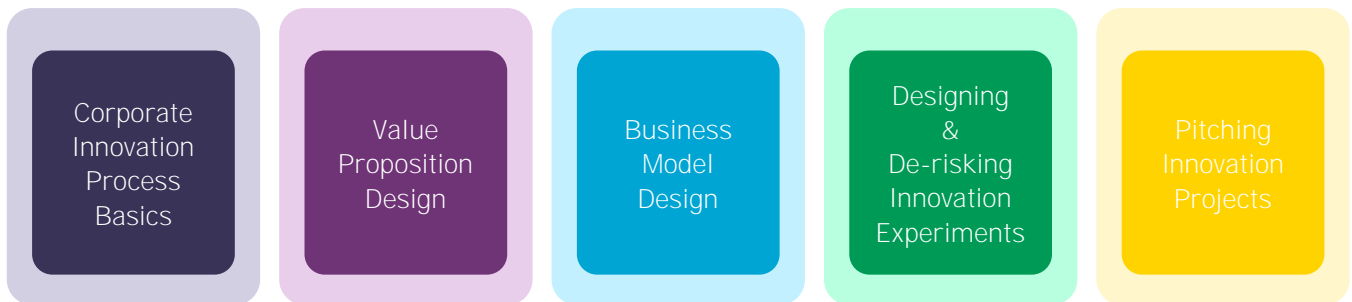 Corporate
Innovation
Process
Basics
Value
Proposition
Design
Business
Model
Design
Designing
&
De-risking
Innovation
Experiments
Pitching
Innovation
Projects